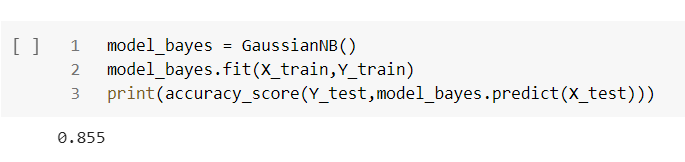 [ ] 1 model_bayes = GaussianNB()
2 model_bayes.fit(X_train,Y_train)
3 print(accuracy_score(Y_test,model_bayes.predict(X_test)))
0.855